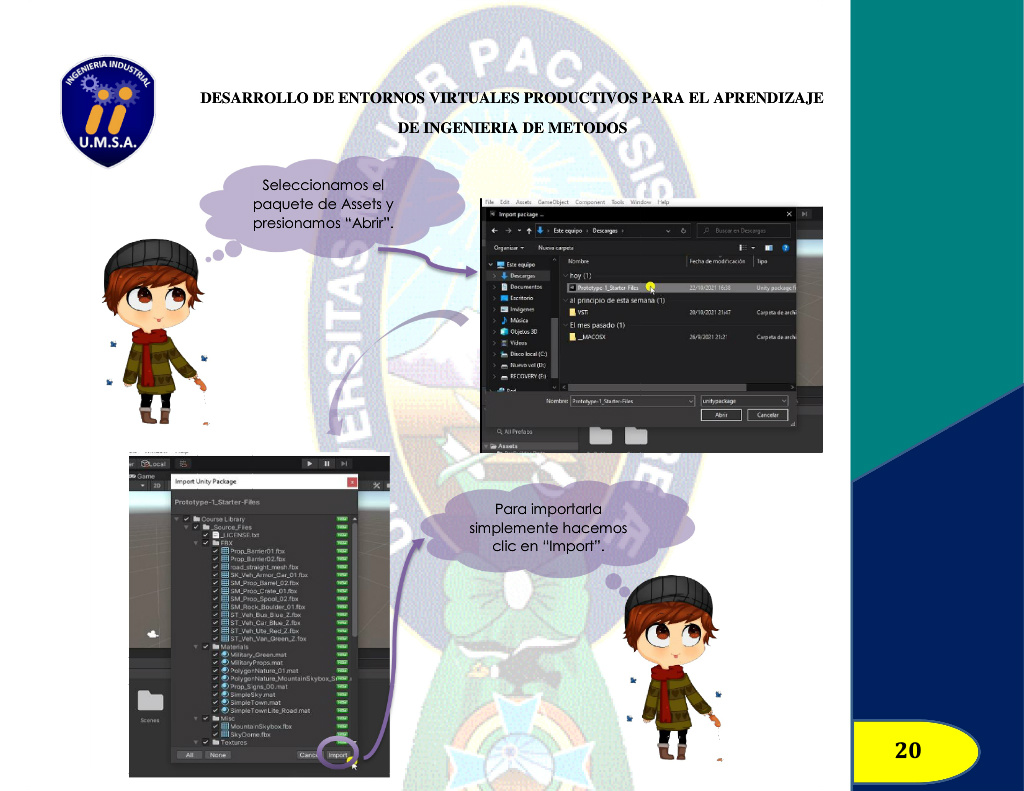 INGENIERIA INDUSTRIAL
U.M.S.A.
DESARROLLO DE ENTORNOS VIRTUALES PRODUCTIVOS PARA EL APRENDIZAJE
DE INGENIERIA DE METODOS
Seleccionamos el
paquete de Assets y
presionamos “Abrir”.
File Edit Assets GameObject Component Tools Window Help
Import package ...
Este equipo › Descargas ›
Buscar en Descargas
Organizar Nueva carpeta
Nombre Fecha de modificación Tipo
Este equipo
Descargas
Documentos
Escritorio
Imágenes
Música
Objetos 3D
Vídeos
Disco local (C:)
Nuevo vol (D:)
RECOVERY (E:)
Red
hoy (1)
Prototype-1_Starter-Files 22/10/2021 Unity package fi
al principio de esta semana (1)
YSTI 20/10/2021 21:47 Carpeta de archi
El mes pasado (1)
__MACOSX 26/9/2021 21:21 Carpeta de archi
Nombre: Prototype-1_Starter-Files unitypackage
Abrir Cancelar
All Prefabs
Assets
Local
Game
2D
Import Unity Package
Prototype-1_Starter-Files
Course Library
_Source_Files
_LICENSE.txt
FBX
Prop_Barrier01.fbx
Prop_Barrier02.fbx
road_straight_mesh.fbx
SK_Veh_Armor_Car_01.fbx
SM_Prop_Barrel_02.fbx
SM_Prop_Crate_01.fbx
SM_Prop_Spool_02.fbx
SM_Rock_Boulder_01.fbx
ST_Veh_Bus_Blue_Z.fbx
ST_Veh_Car_Blue_Z.fbx
ST_Veh_Ute_Red_Z.fbx
ST_Veh_Van_Green_Z.fbx
Materials
Military_Green.mat
MilitaryProps.mat
PolygonNature_01.mat
PolygonNature_MountainSkybox_S
Prop_Signs_00.mat
SimpleSky.mat
SimpleTown.mat
SimpleTownLite_Road.mat
Misc
MountainSkybox.fbx
SkyDome.fbx
Textures
All None Cance Import
Scenes
Para importarla
simplemente hacemos
clic en “Import”.
20